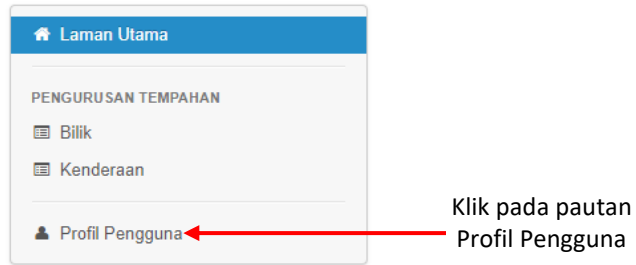 Laman Utama
PENGURUSAN TEMPAHAN
Bilik
Kenderaan
Profil Pengguna
Klik pada pautan
Profil Pengguna